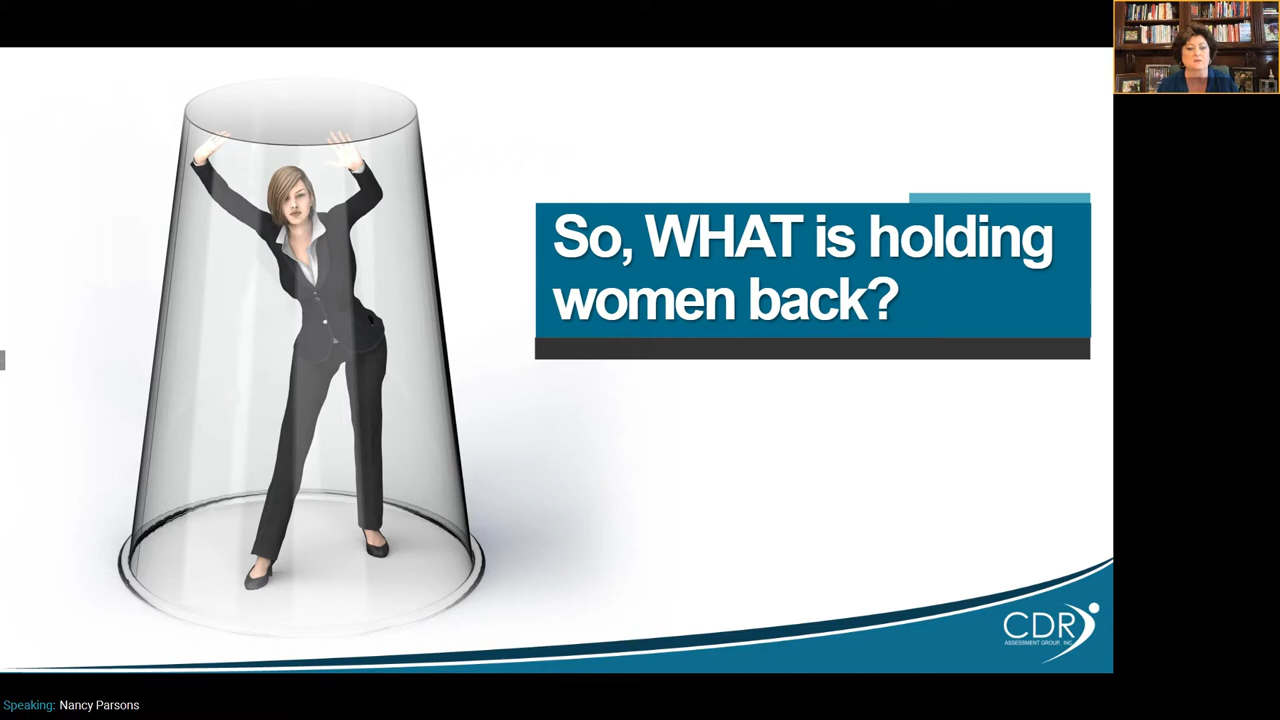 So, WHAT is holding
women back?
CDR
ASSESSMENT GROUP, INC.
Speaking: Nancy Parsons